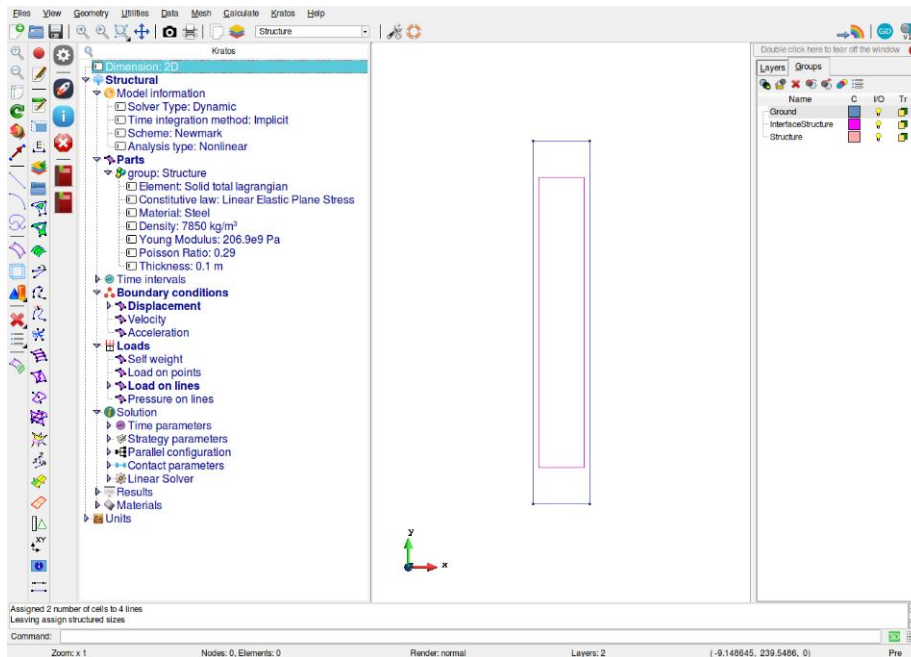 Files View Geometry Utilities Data Mesh Calculate Kratos Help
Structure
Kratos
Dimension: 2D
Structural
Model information
Solver Type: Dynamic
Time integration method: Implicit
Scheme: Newmark
Analysis type: Nonlinear
Parts
group: Structure
Element: Solid total lagrangian
Constitutive law: Linear Elastic Plane Stress
Material: Steel
Density: 7850 kg/m³
Young Modulus: 206.9e9 Pa
Poisson Ratio: 0.29
Thickness: 0.1 m
Time intervals
Boundary conditions
Displacement
Velocity
Acceleration
Loads
Self weight
Load on points
Load on lines
Pressure on lines
Solution
Time parameters
Strategy parameters
Parallel configuration
Contact parameters
Linear Solver
Results
Materials
Units
y
x
Double click here to tear off the window
Layers Groups
Name C I/O Tr
Ground
InterfaceStructure
Structure
Assigned 2 number of cells to 4 lines
Leaving assign structured sizes
Command:
Zoom: x 1 Nodes: 0, Elements: 0 Render: normal Layers: 2 (-9.148645, 239.5486, 0) Pre